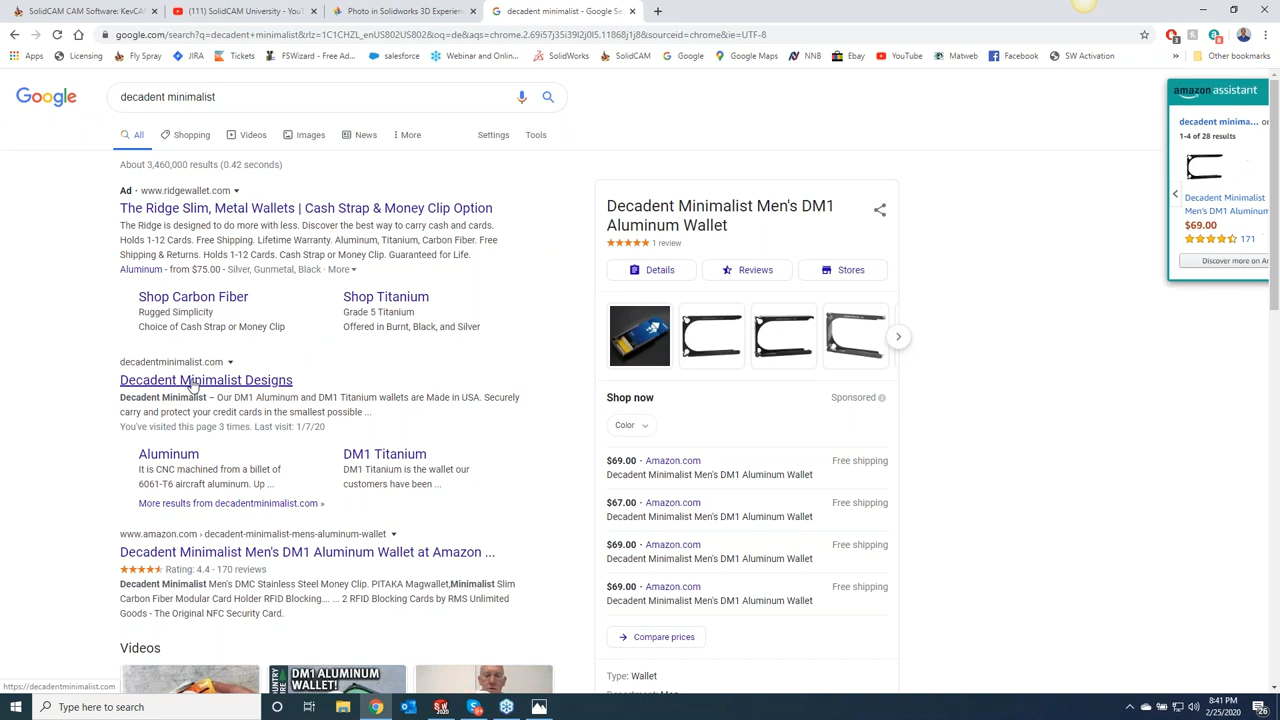 SolidCAM CAM Software (KevCA
(111) SolidCAM University - YouT
Photo in Solidworks 3D Experien
decadent minimalist - Google Se
google.com/search?q=decadent+minimalist&rlz=1C1CHZL_enUS802US802&oq=de&aqs=chrome.2.69i57j35i39l2j0l5.11868j1j8&sourceid=chrome&ie=UTF-8
Apps
Licensing
Fly Spray
JIRA
Tickets
FSWizard - Free Ad...
salesforce
Webinar and Onlin...
SolidWorks
SolidCAM
Google
Google Maps
NNB
Ebay
YouTube
Matweb
Facebook
SW Activation
»
Other bookmarks
Google
decadent minimalist
All
Shopping
Videos
Images
News
More
Settings
Tools
About 3,460,000 results (0.42 seconds)
Ad · www.ridgewallet.com
The Ridge Slim, Metal Wallets | Cash Strap & Money Clip Option
The Ridge is designed to do more with less. Discover the best way to carry cash and cards.
Holds 1-12 Cards. Free Shipping. Lifetime Warranty. Aluminum, Titanium, Carbon Fiber. Free
Shipping & Returns. Holds 1-12 Cards. Cash Strap or Money Clip. Guaranteed for Life.
Aluminum - from $75.00 - Silver, Gunmetal, Black · More
Shop Carbon Fiber
Rugged Simplicity
Choice of Cash Strap or Money Clip
Shop Titanium
Grade 5 Titanium
Offered in Burnt, Black, and Silver
decadentminimalist.com
Decadent Minimalist Designs
Decadent Minimalist – Our DM1 Aluminum and DM1 Titanium wallets are Made in USA. Securely
carry and protect your credit cards in the smallest possible ...
You've visited this page 3 times. Last visit: 1/7/20
Aluminum
It is CNC machined from a billet of
6061-T6 aircraft aluminum. Up ...
DM1 Titanium
DM1 Titanium is the wallet our
customers have been ...
More results from decadentminimalist.com »
www.amazon.com › decadent-minimalist-mens-aluminum-wallet
Decadent Minimalist Men's DM1 Aluminum Wallet at Amazon ...
Rating: 4.4 - 170 reviews
Decadent Minimalist Men's DMC Stainless Steel Money Clip. PITAKA Magwallet,Minimalist Slim
Carbon Fiber Modular Card Holder RFID Blocking.... ... 2 RFID Blocking Cards by RMS Unlimited
Goods - The Original NFC Security Card.
Videos
DM1 ALUMINUM
WALLET!
Decadent Minimalist Men's DM1
Aluminum Wallet
1 review
Details
Reviews
Stores
Shop now
Sponsored
Color
$69.00 · Amazon.com
Free shipping
Decadent Minimalist Men's DM1 Aluminum Wallet
$67.00 · Amazon.com
Free shipping
Decadent Minimalist Men's DM1 Aluminum Wallet
$69.00 · Amazon.com
Free shipping
Decadent Minimalist Men's DM1 Aluminum Wallet
$69.00 · Amazon.com
Free shipping
Decadent Minimalist Men's DM1 Aluminum Wallet
Compare prices
Type: Wallet
amazon assistant
decadent minima... o
1-4 of 28 results
Decadent Minimalist
Men's DM1 Aluminum
$69.00
171
Discover more on A
https://decadentminimalist.com
Type here to search
8:41 PM
2/25/2020
26